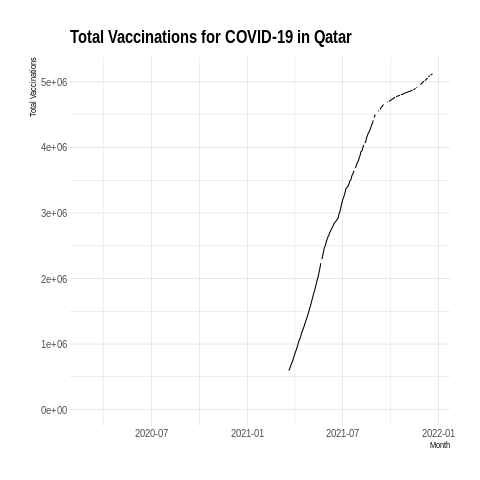 Total Vaccinations for COVID-19 in Qatar
Total Vaccinations
5e+06
4e+06
3e+06
2e+06
1e+06
0e+00
2020-07 2021-01 2021-07 2022-01
Month